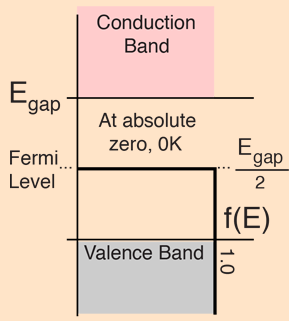 Conduction
Band
E gap
At absolute
zero, 0K
Fermi
Level
E gap
2
f(E)
Valence Band
1.0